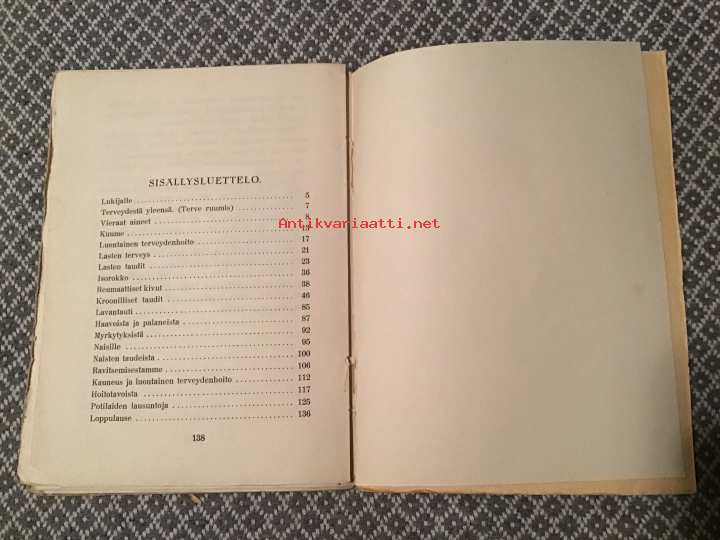 SISÄLLYSLUETTELO.
Lukijalle 5
Terveydestä yleensä. (Terve ruumis) 7
Vieraat aineet 8
Kuume 13
Luontainen terveydenhoito 17
Lasten terveys 21
Lasten taudit 23
Isorokko 36
Reumaattiset kivut 38
Kroonilliset taudit 46
Lavantauti 85
Haavoista ja palaneista 87
Myrkytyksistä 92
Naisille 95
Naisten taudeista 100
Ravitsemisestamme 106
Kauneus ja luontainen terveydenhoito 112
Hoitotavoista 117
Potilaiden lausuntoja 125
Loppulause 136
138
Antikvariaatti.net